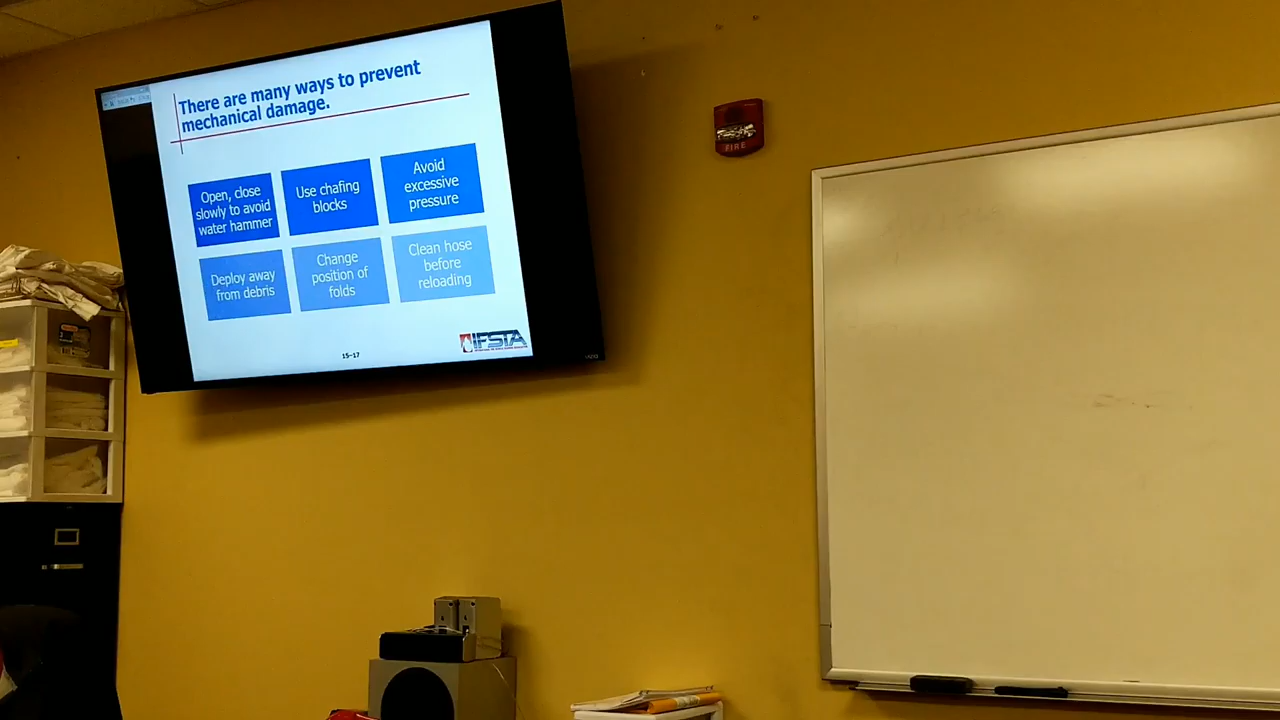 There are many ways to prevent
mechanical damage.
Open, close
slowly to avoid
water hammer
Use chafing
blocks
Avoid
excessive
pressure
Deploy away
from debris
Change
position of
folds
Clean hose
before
reloading
15-17
IFSTA
VIZIO
FIRE